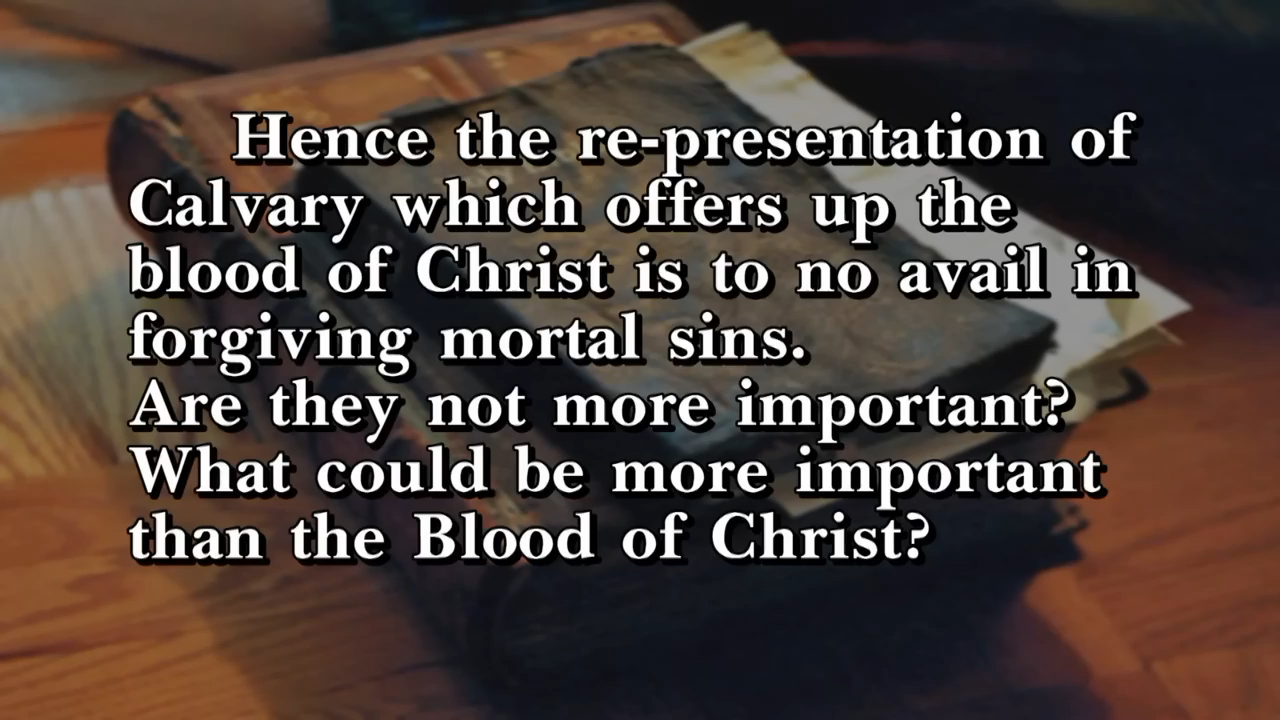 Hence the re-presentation of
Calvary which offers up the
blood of Christ is to no avail in
forgiving mortal sins.
Are they not more important?
What could be more important
than the Blood of Christ?